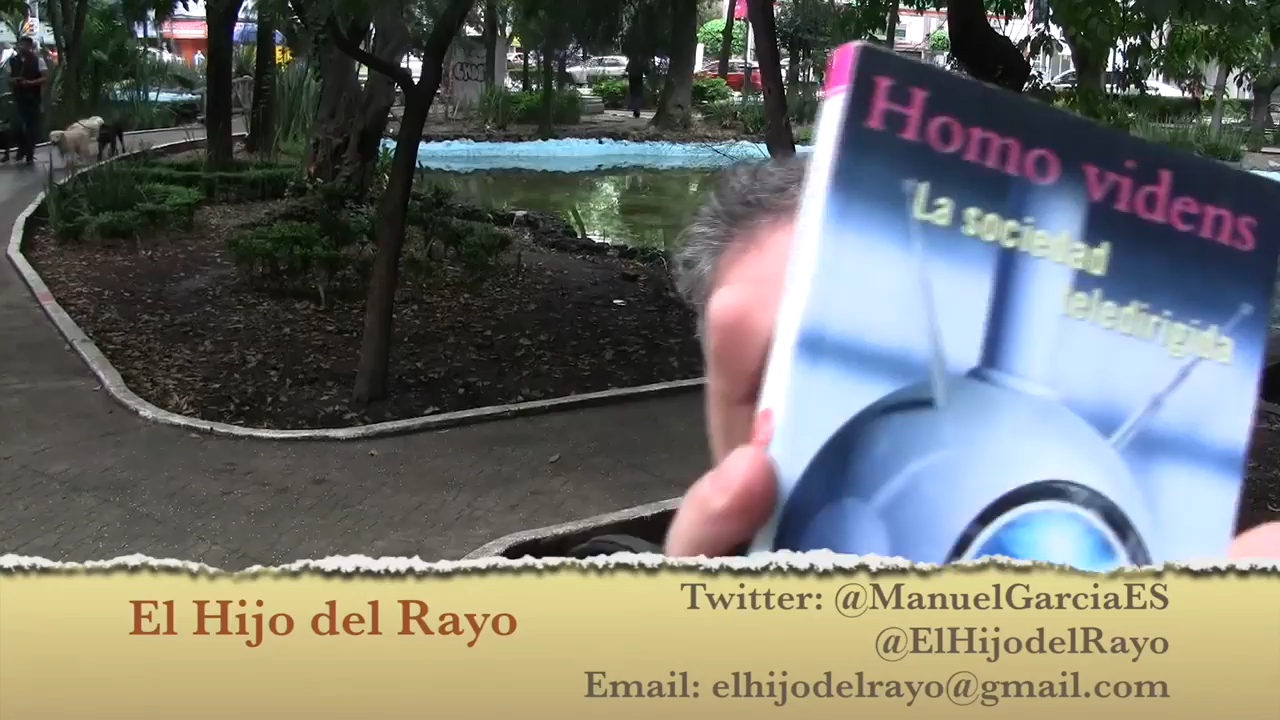 Homo videns
La sociedad
teledirigida
El Hijo del Rayo
Twitter: @ManuelGarciaES
@ElHijodelRayo
Email: elhijodelrayo@gmail.com